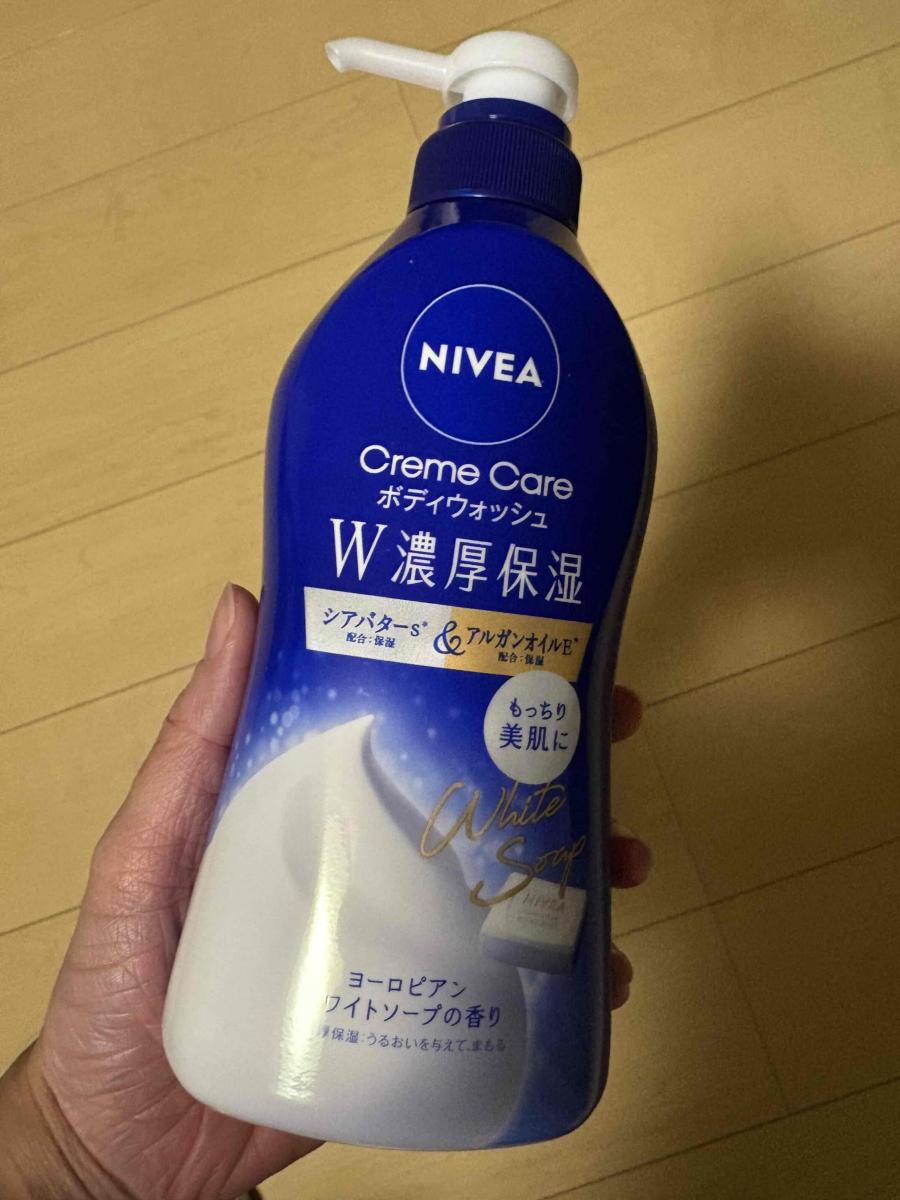 NIVEA
Creme Care
ボディウォッシュ
W濃厚保湿
シアバターs* & アルガンオイルE*
配合:保湿 配合:保湿
もっちり
美肌に
White
Soap
NIVEA
ヨーロピアン
ワイトソープの香り
厚保湿:うるおいを与えて、まもる